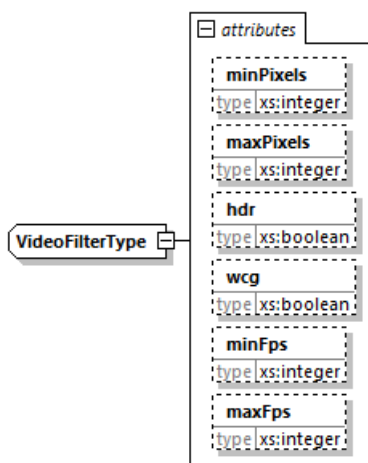 attributes
minPixels
type xs:integer
maxPixels
type xs:integer
hdr
type xs:boolean
VideoFilterType
wcg
type xs:boolean
minFps
type xs:integer
maxFps
type xs:integer